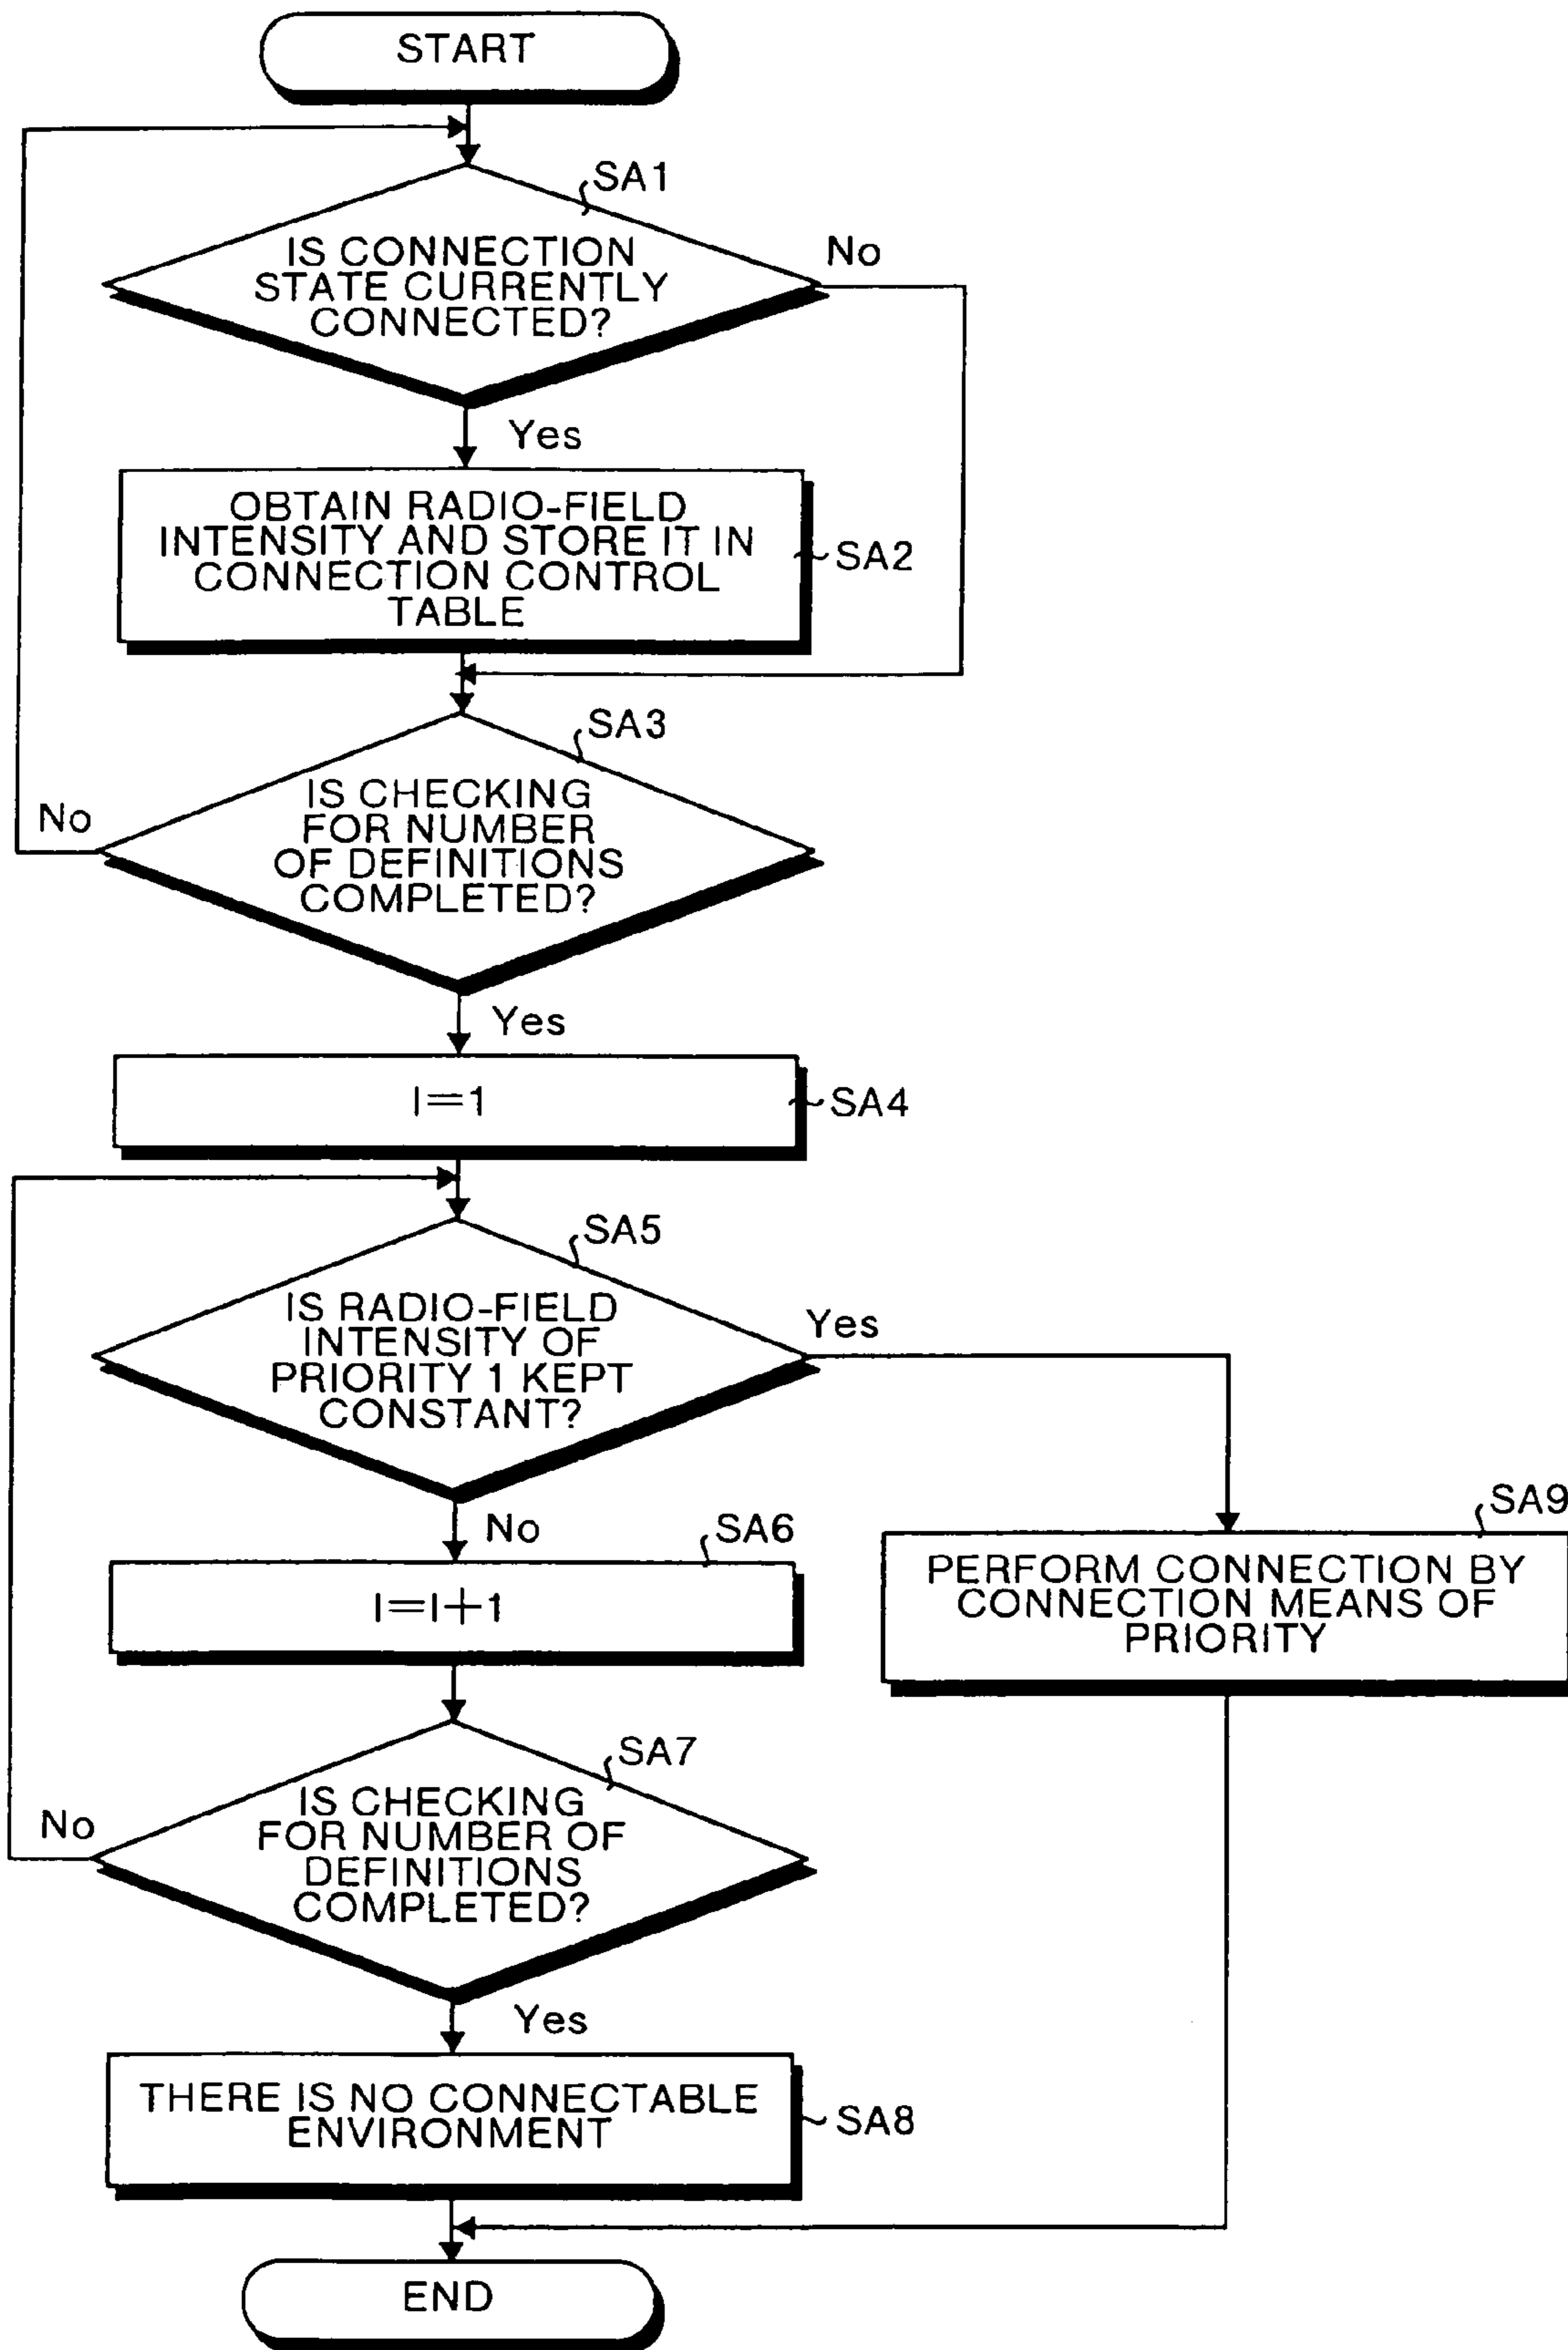 START
SA1
IS CONNECTION
STATE CURRENTLY
CONNECTED?
No
Yes
OBTAIN RADIO-FIELD
INTENSITY AND STORE IT IN
CONNECTION CONTROL
TABLE
SA2
SA3
IS CHECKING
FOR NUMBER
OF DEFINITIONS
COMPLETED?
No
Yes
I=1
SA4
SA5
IS RADIO-FIELD
INTENSITY OF
PRIORITY 1 KEPT
CONSTANT?
Yes
No
SA6
I=I+1
SA9
PERFORM CONNECTION BY
CONNECTION MEANS OF
PRIORITY
SA7
IS CHECKING
FOR NUMBER OF
DEFINITIONS
COMPLETED?
No
Yes
THERE IS NO CONNECTABLE
ENVIRONMENT
SA8
END